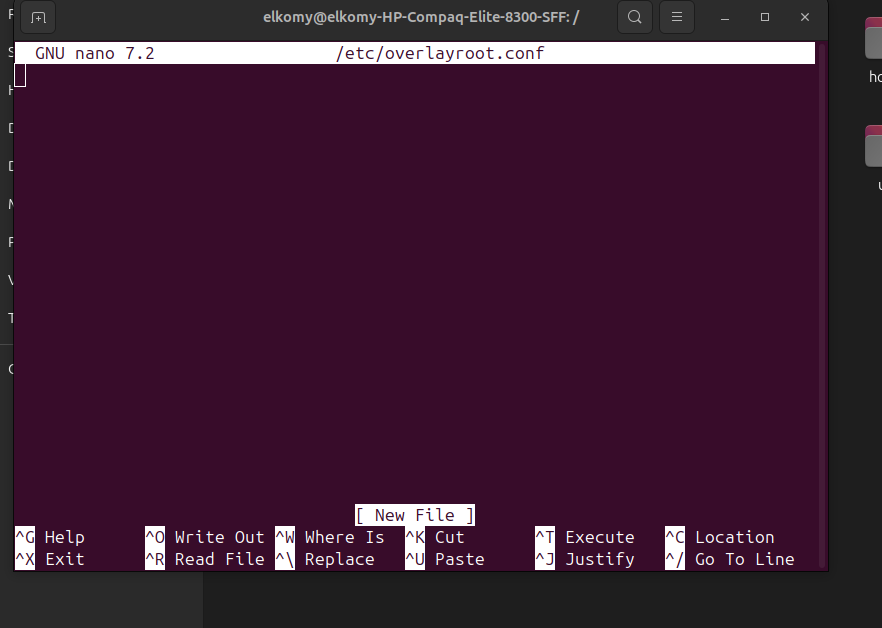 elkomy@elkomy-HP-Compaq-Elite-8300-SFF: /
GNU nano 7.2 /etc/overlayroot.conf
[ New File ]
^G Help ^O Write Out ^W Where Is ^K Cut ^T Execute ^C Location
^X Exit ^R Read File ^\ Replace ^U Paste ^J Justify ^/ Go To Line